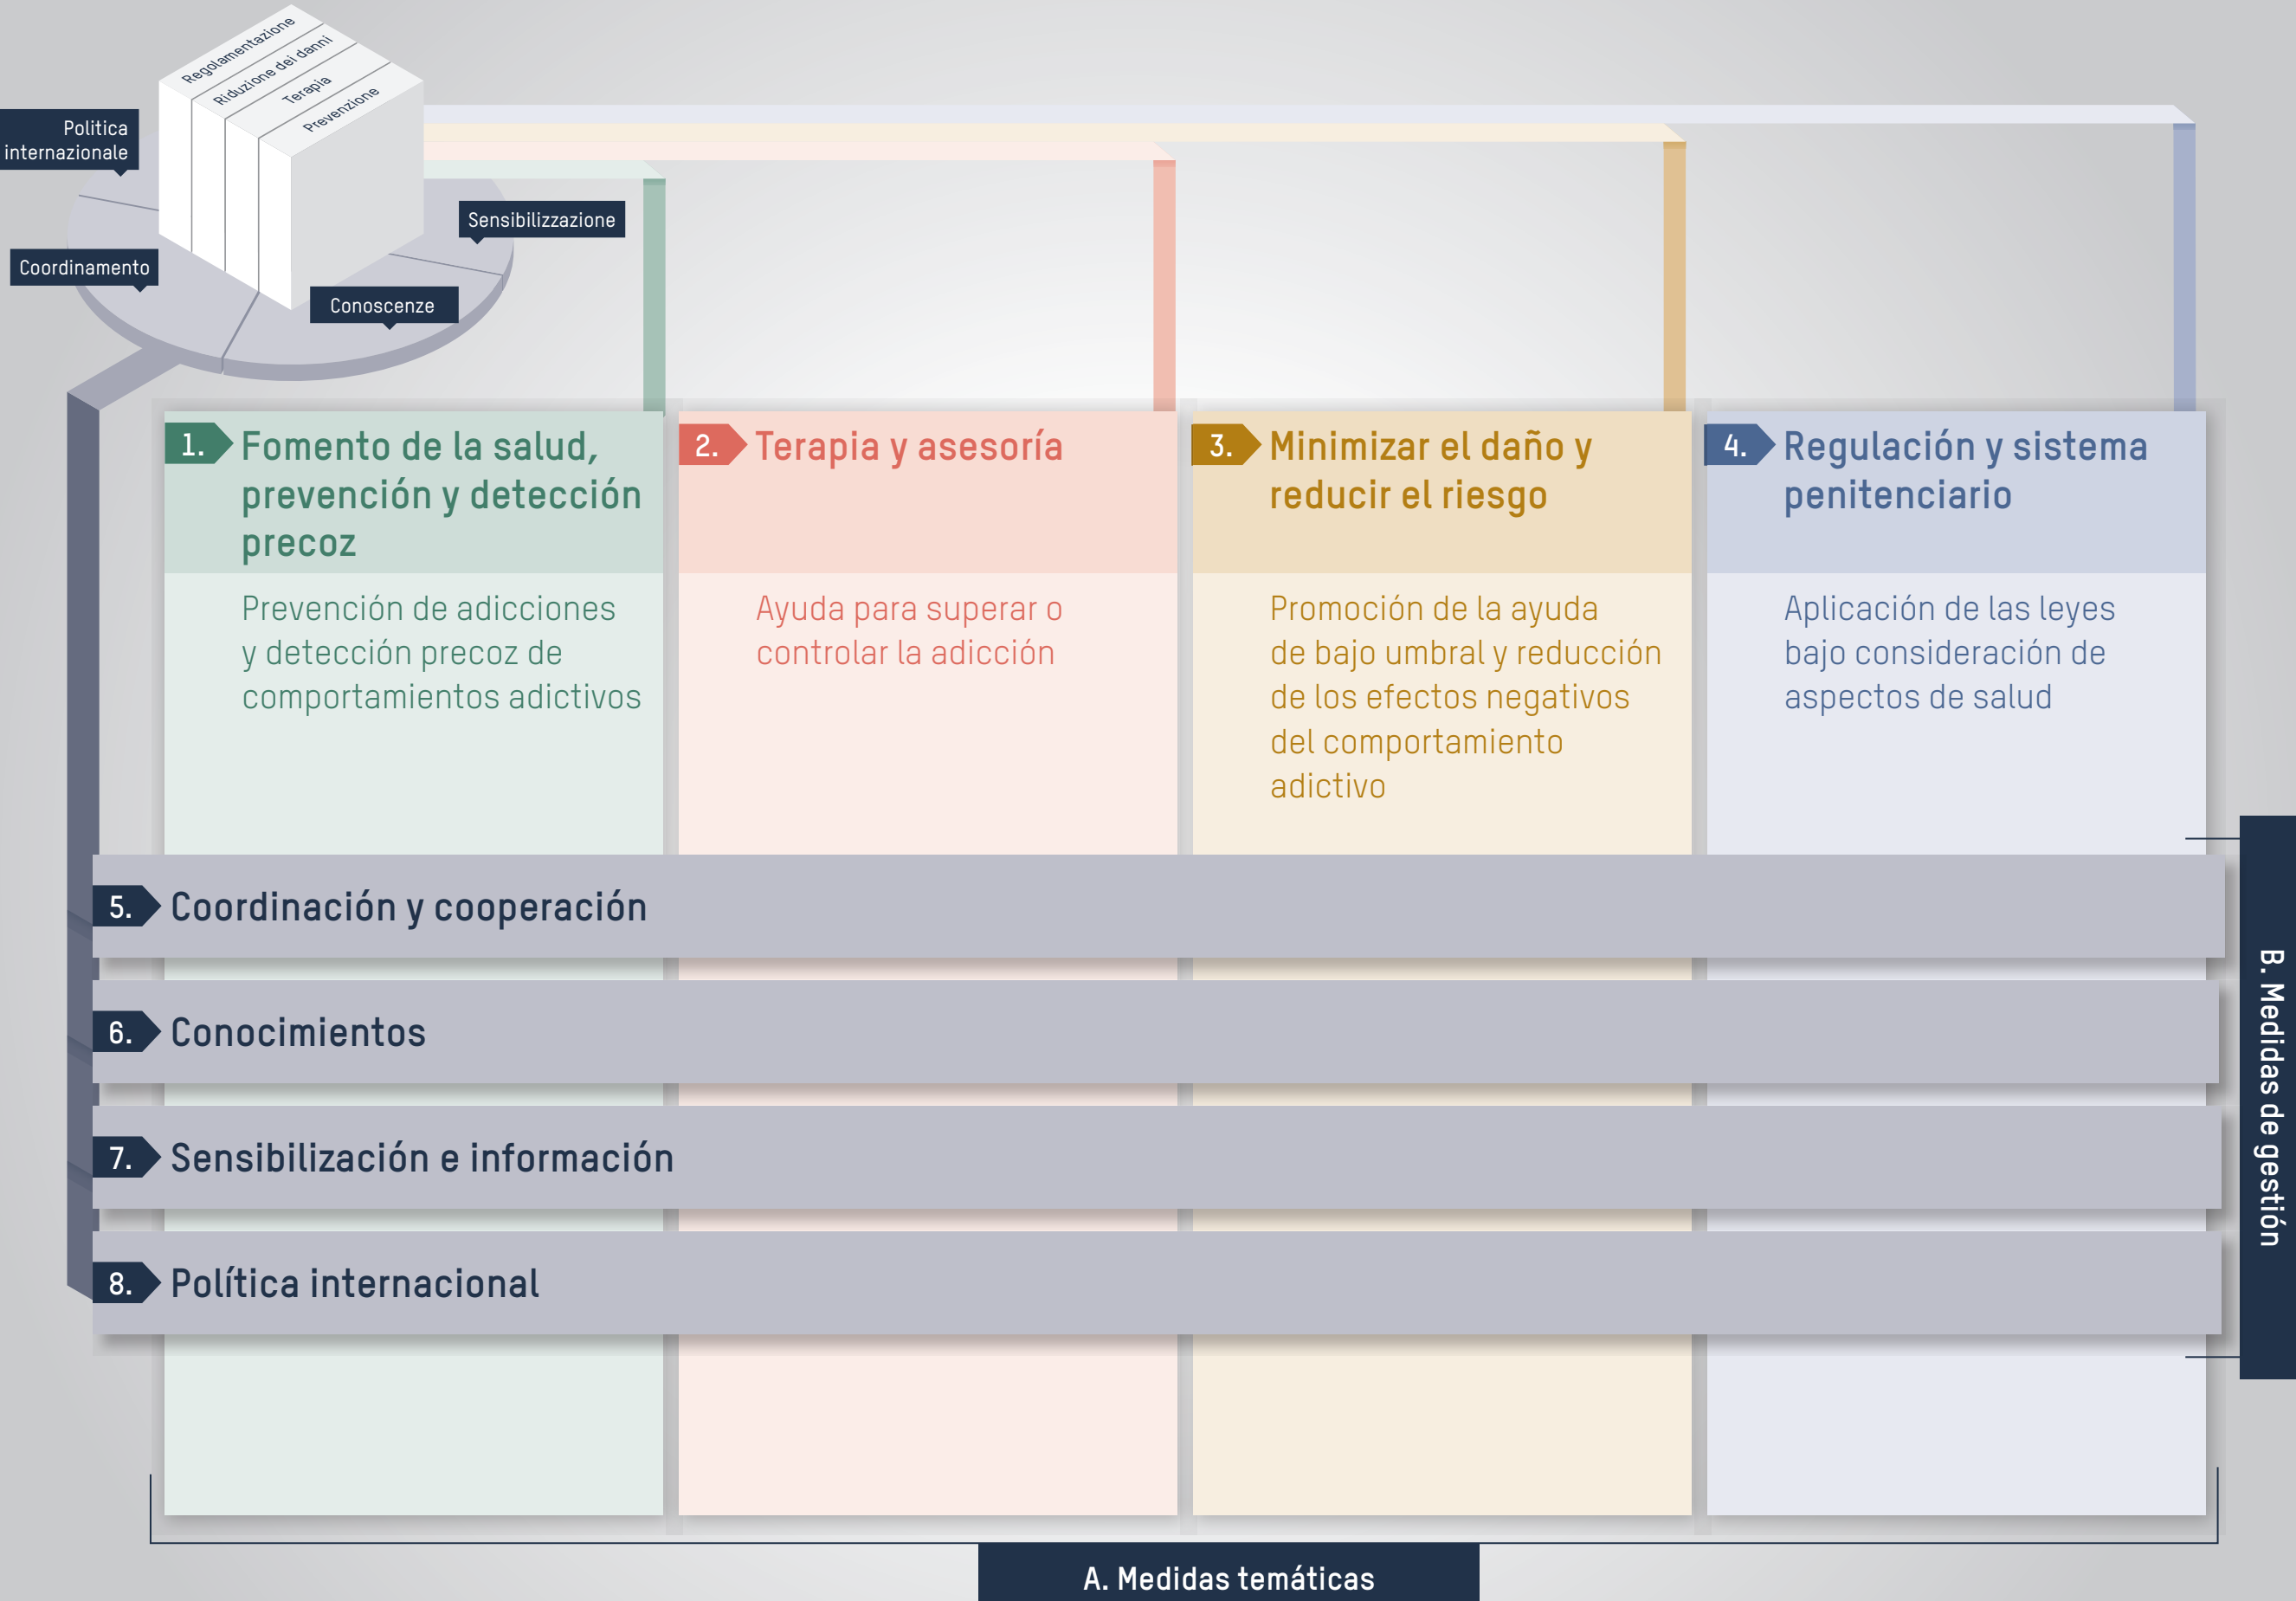 Regolamentazione
Riduzione dei danni
Terapia
Prevenzione
Politica
internazionale
Sensibilizzazione
Coordinamento
Conoscenze
1. Fomento de la salud,
prevención y detección
precoz
Prevención de adicciones
y detección precoz de
comportamientos adictivos
2. Terapia y asesoría
Ayuda para superar o
controlar la adicción
3. Minimizar el daño y
reducir el riesgo
Promoción de la ayuda
de bajo umbral y reducción
de los efectos negativos
del comportamiento
adictivo
4. Regulación y sistema
penitenciario
Aplicación de las leyes
bajo consideración de
aspectos de salud
5. Coordinación y cooperación
6. Conocimientos
7. Sensibilización e información
8. Política internacional
B. Medidas de gestión
A. Medidas temáticas